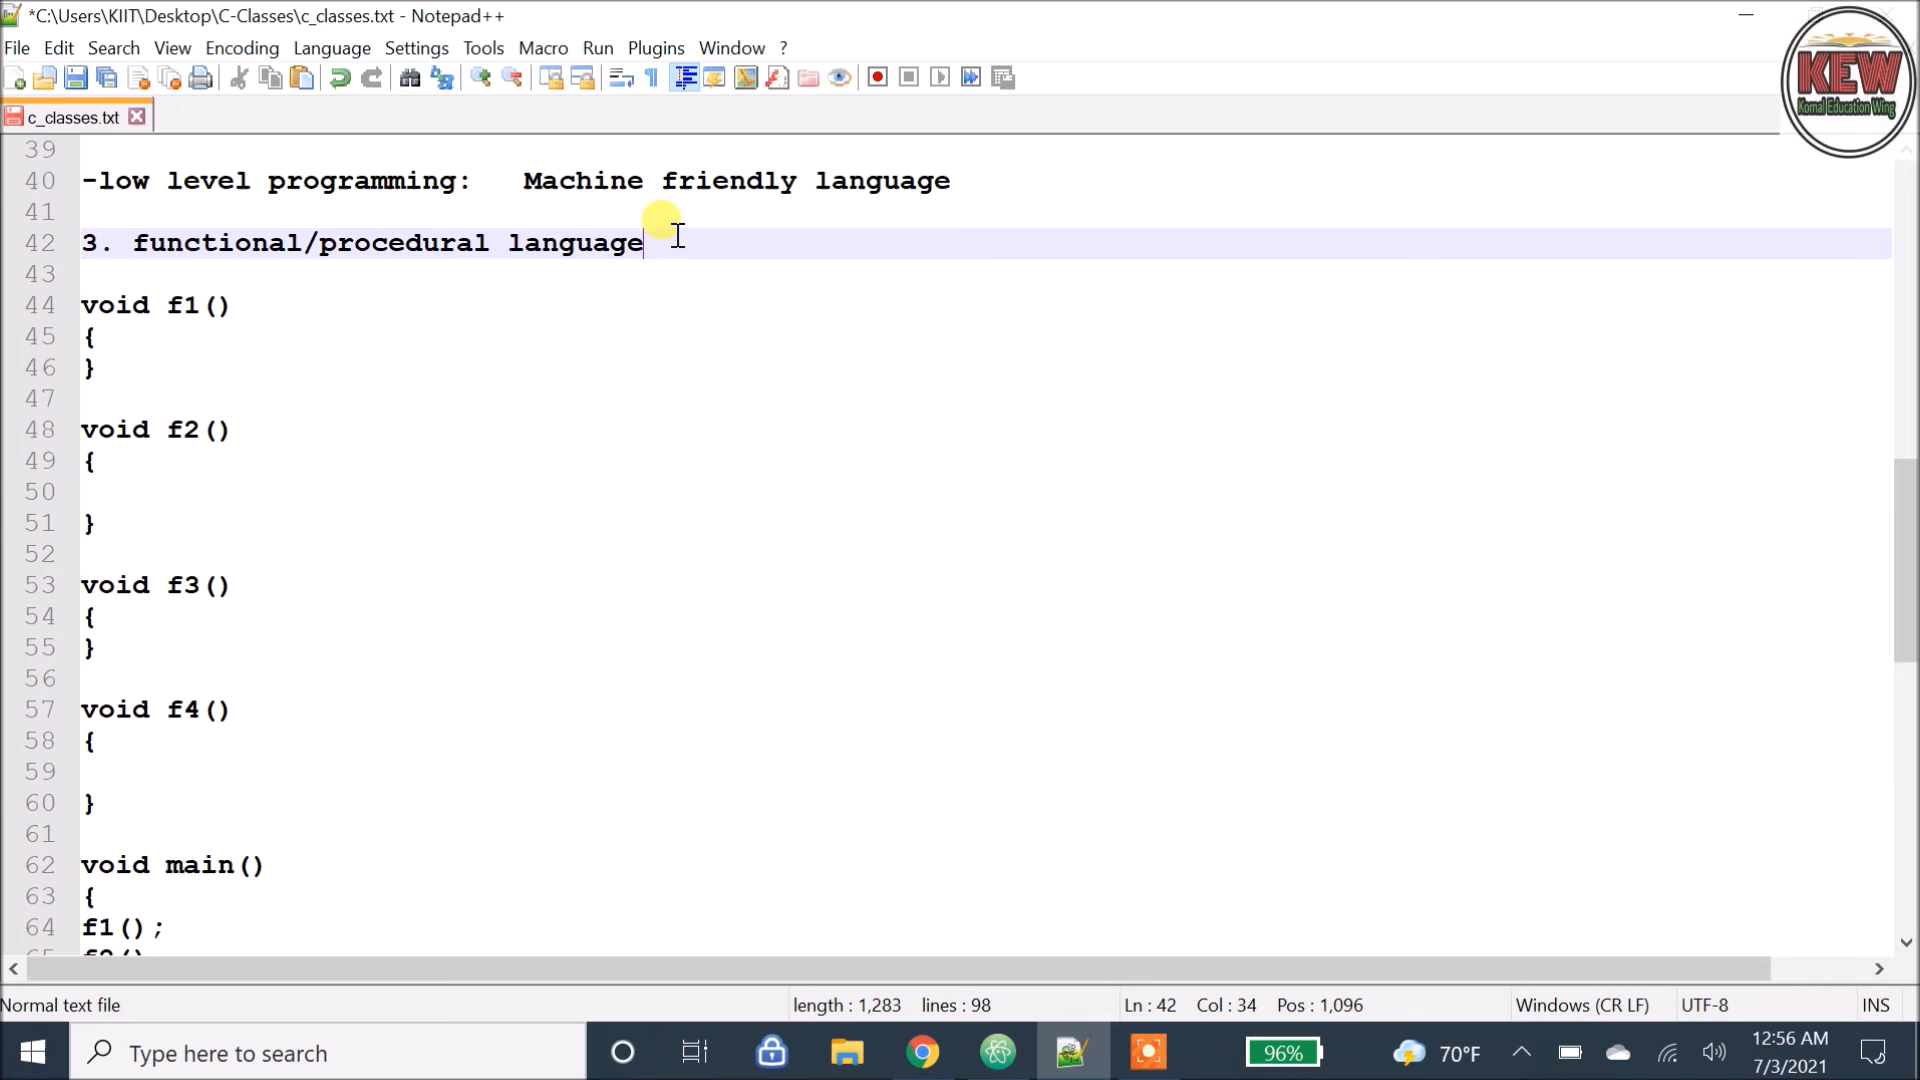 *C:\Users\KIIT\Desktop\C-Classes\c_classes.txt - Notepad++
File Edit Search View Encoding Language Settings Tools Macro Run Plugins Window ?
KEW
Komal Education Wing
c_classes.txt
39
40 -low level programming: Machine friendly language
41
42 3. functional/procedural language
43
44 void f1()
45 {
46 }
47
48 void f2()
49 {
50
51 }
52
53 void f3()
54 {
55 }
56
57 void f4()
58 {
59
60 }
61
62 void main()
63 {
64 f1();
Normal text file length : 1,283 lines : 98 Ln : 42 Col : 34 Pos : 1,096 Windows (CR LF) UTF-8 INS
Type here to search 96% 70°F 12:56 AM
7/3/2021